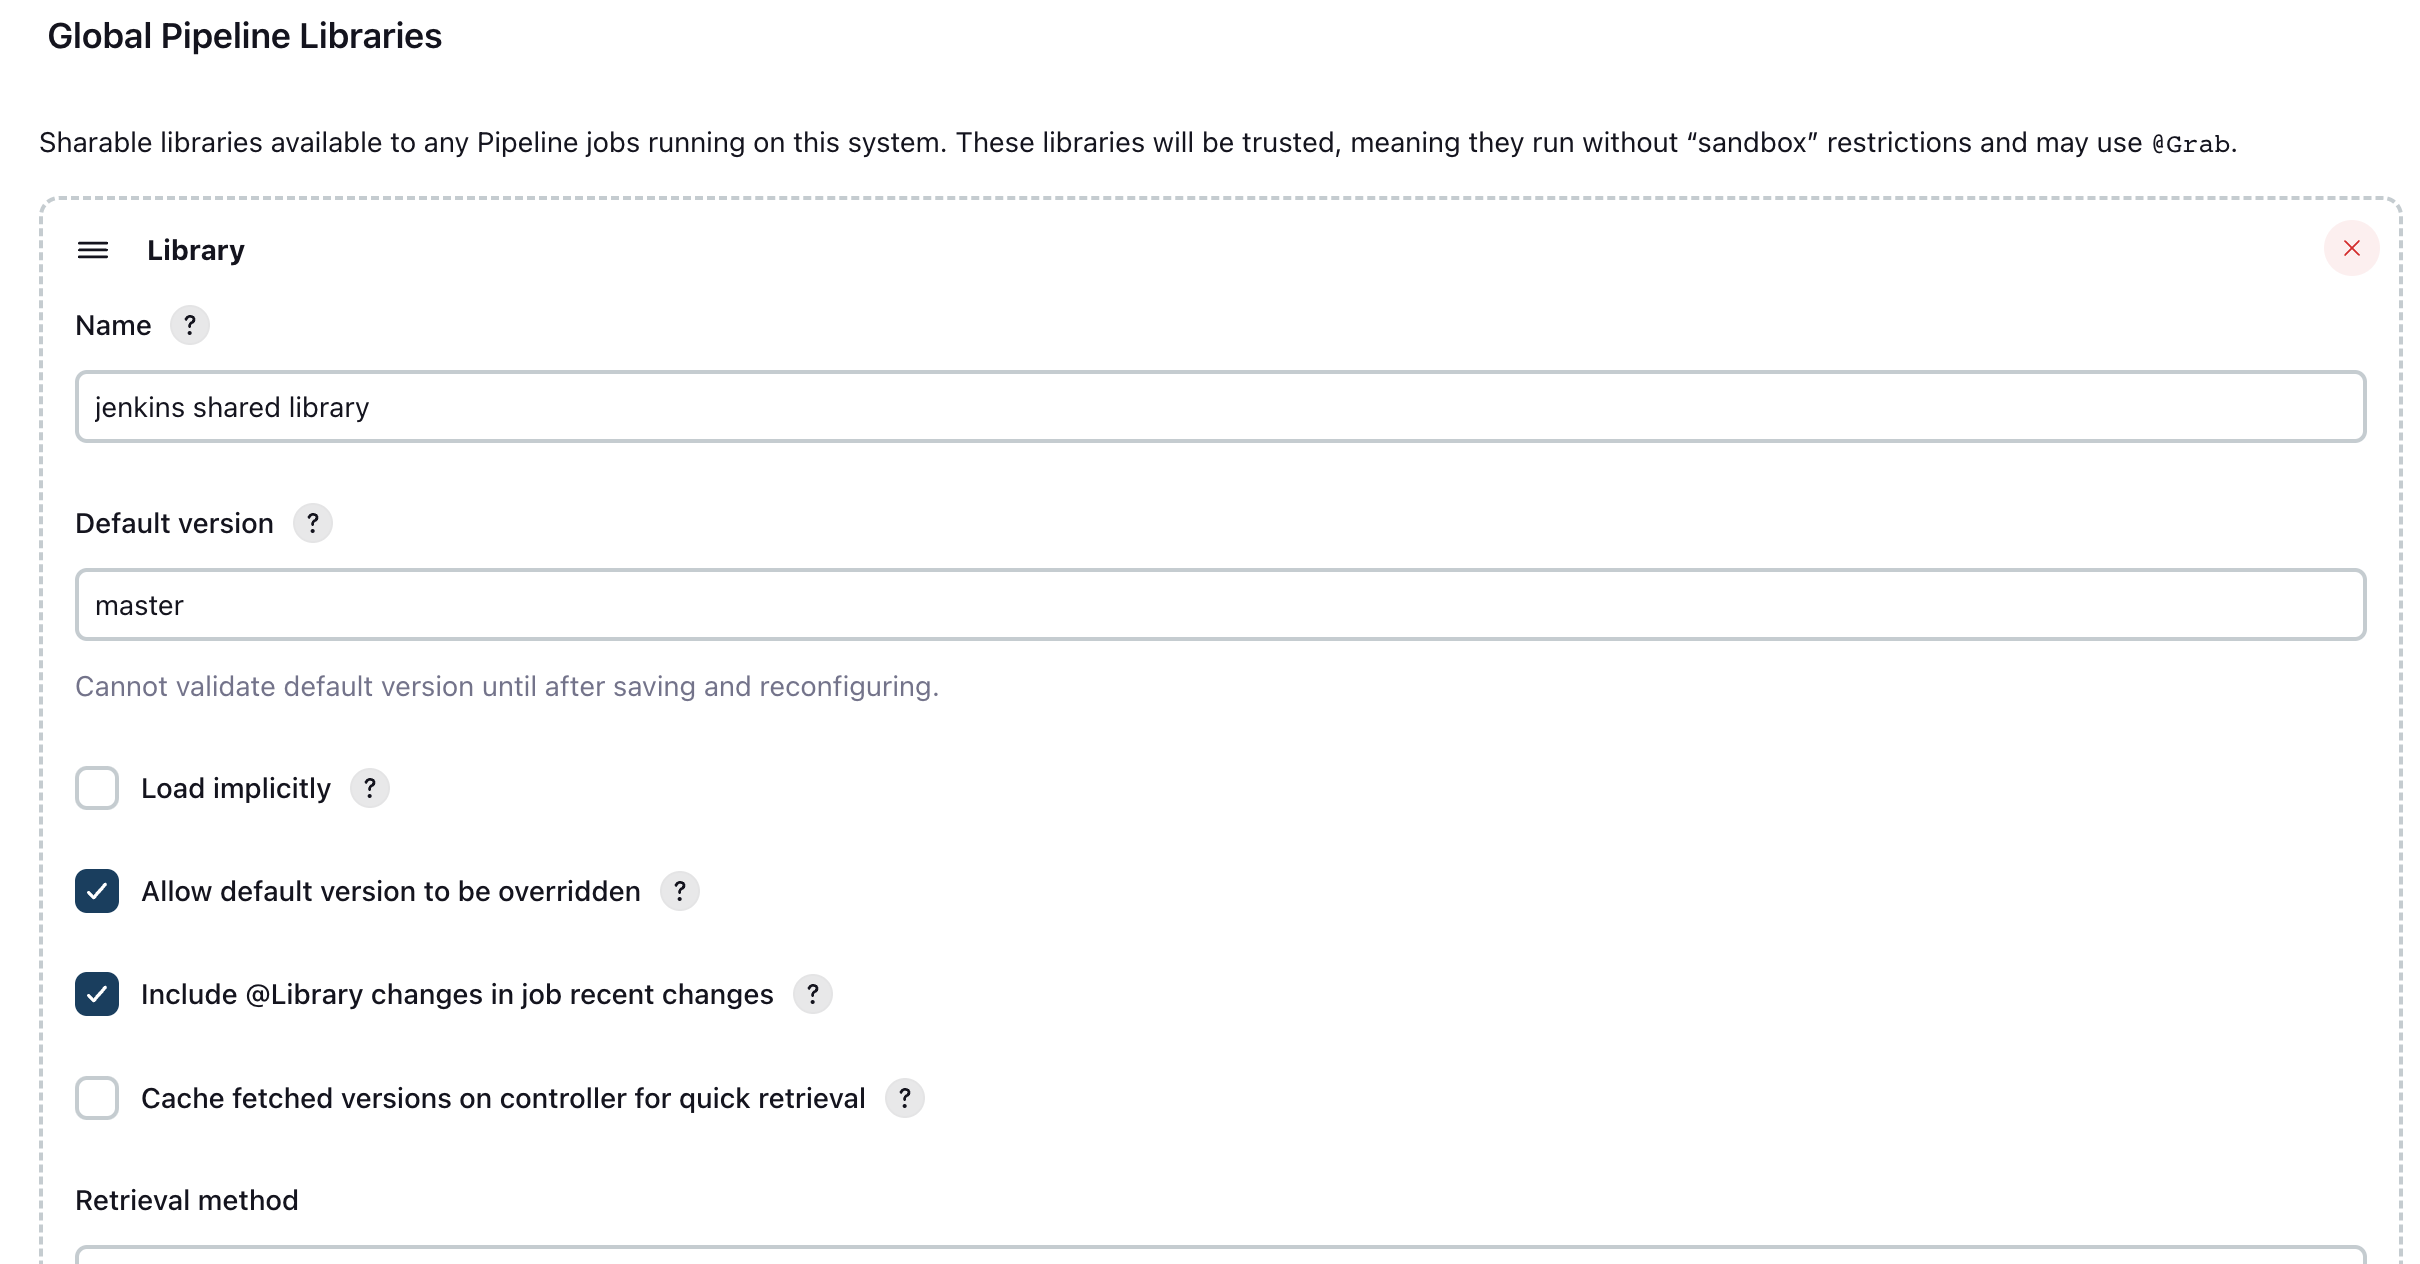 Global Pipeline Libraries
Sharable libraries available to any Pipeline jobs running on this system. These libraries will be trusted, meaning they run without “sandbox” restrictions and may use @Grab.
Library
Name ?
jenkins shared library
Default version ?
master
Cannot validate default version until after saving and reconfiguring.
Load implicitly ?
Allow default version to be overridden ?
Include @Library changes in job recent changes ?
Cache fetched versions on controller for quick retrieval ?
Retrieval method